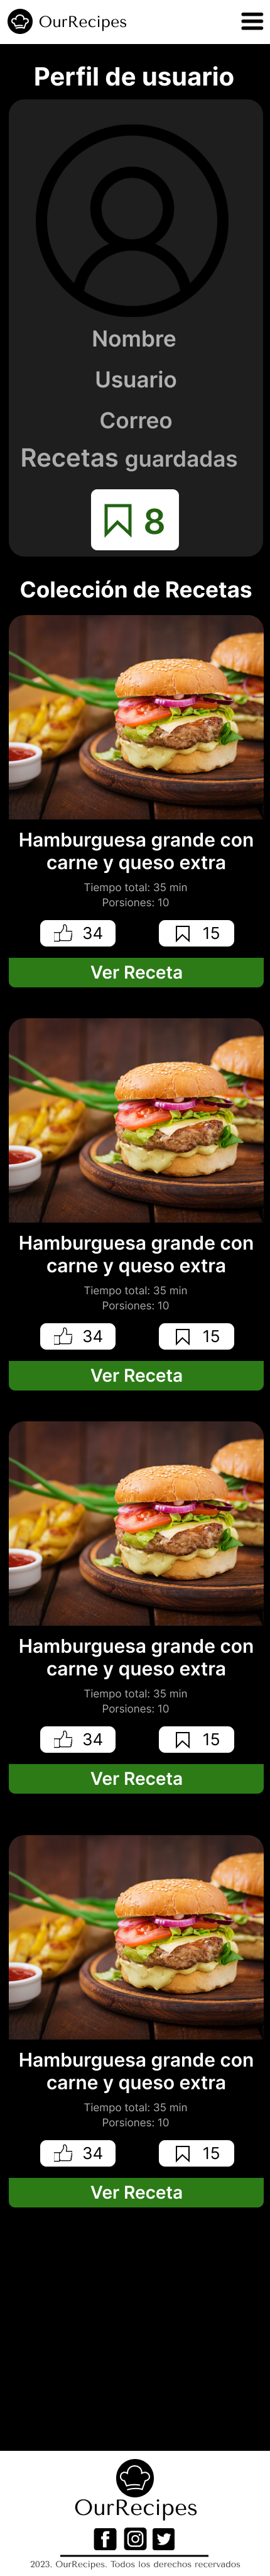 OurRecipes
Perfil de usuario
Nombre
Usuario
Correo
Recetas guardadas
8
Colección de Recetas
Hamburguesa grande con
carne y queso extra
Tiempo total: 35 min
Porsiones: 10
34 15
Ver Receta
Hamburguesa grande con
carne y queso extra
Tiempo total: 35 min
Porsiones: 10
34 15
Ver Receta
Hamburguesa grande con
carne y queso extra
Tiempo total: 35 min
Porsiones: 10
34 15
Ver Receta
Hamburguesa grande con
carne y queso extra
Tiempo total: 35 min
Porsiones: 10
34 15
Ver Receta
OurRecipes
2023. OurRecipes. Todos los derechos recervados